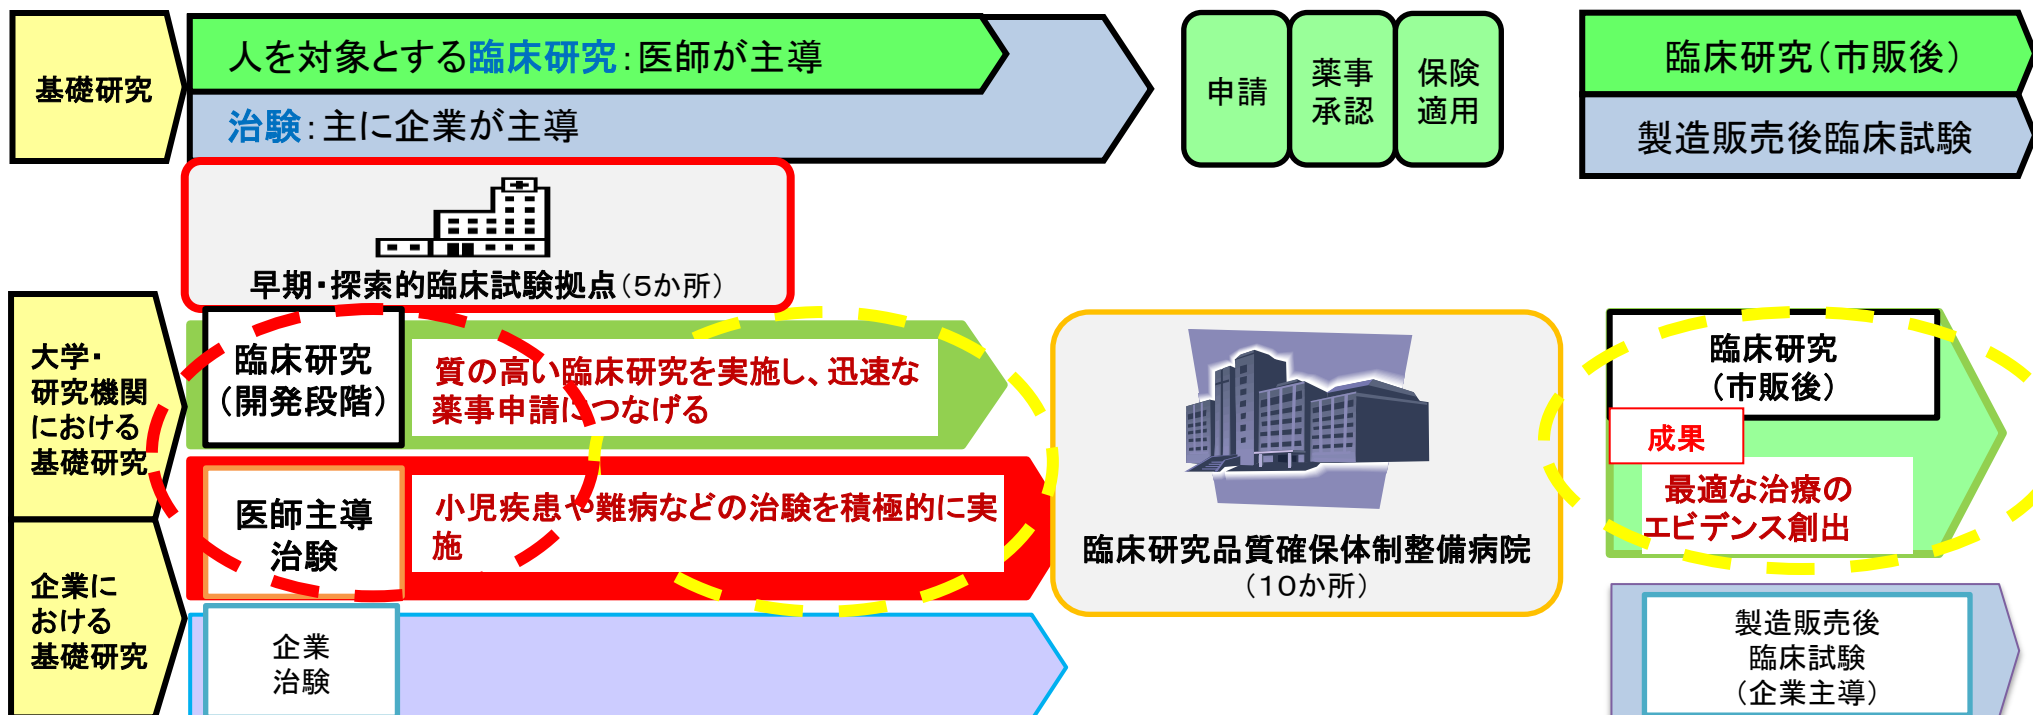 基礎研究
人を対象とする臨床研究：医師が主導
治験：主に企業が主導
申請
薬事
承認
保険
適用
臨床研究（市販後）
製造販売後臨床試験
早期・探索的臨床試験拠点（5か所）
大学・
研究機関
における
基礎研究
企業に
おける
基礎研究
臨床研究
（開発段階）
質の高い臨床研究を実施し、迅速な
薬事申請につなげる
医師主導
治験
小児疾患や難病などの治験を積極的に実
施
企業
治験
臨床研究品質確保体制整備病院
（10か所）
臨床研究
（市販後）
成果
最適な治療の
エビデンス創出
製造販売後
臨床試験
（企業主導）